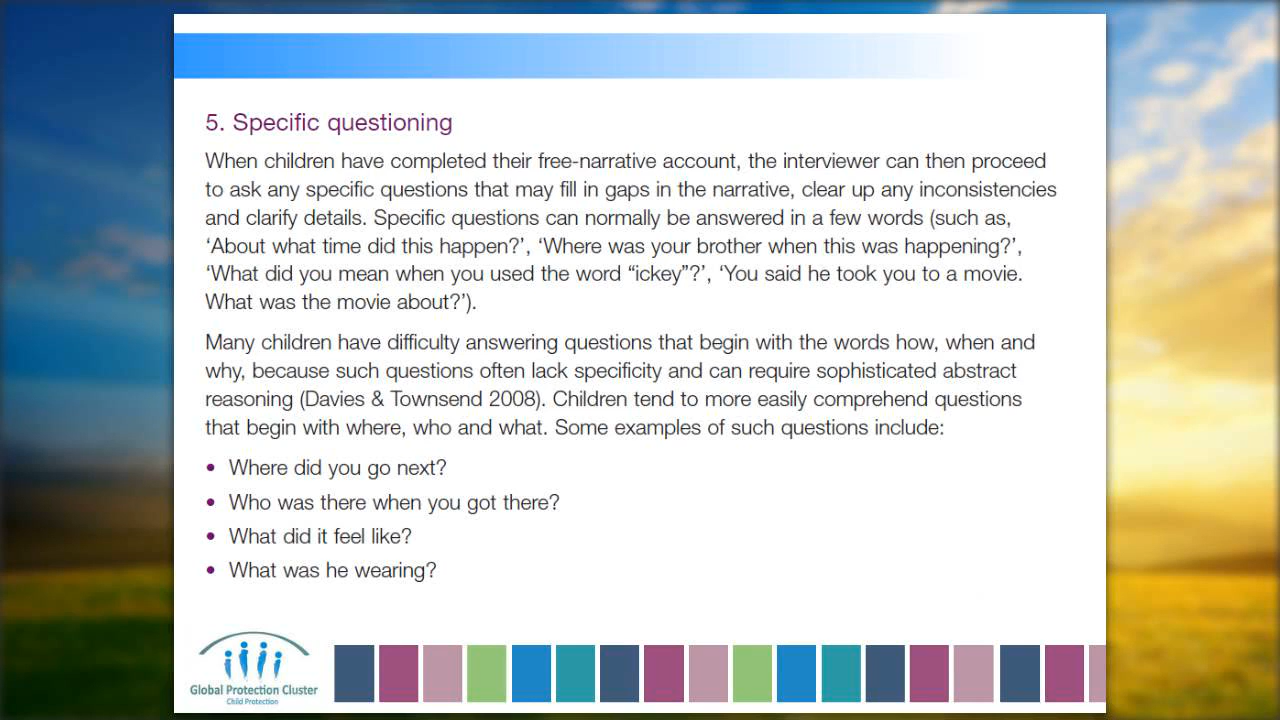 5. Specific questioning
When children have completed their free-narrative account, the interviewer can then proceed
to ask any specific questions that may fill in gaps in the narrative, clear up any inconsistencies
and clarify details. Specific questions can normally be answered in a few words (such as,
‘About what time did this happen?’, ‘Where was your brother when this was happening?’,
‘What did you mean when you used the word “ickey”?’, ‘You said he took you to a movie.
What was the movie about?’).
Many children have difficulty answering questions that begin with the words how, when and
why, because such questions often lack specificity and can require sophisticated abstract
reasoning (Davies & Townsend 2008). Children tend to more easily comprehend questions
that begin with where, who and what. Some examples of such questions include:
• Where did you go next?
• Who was there when you got there?
• What did it feel like?
• What was he wearing?
Global Protection Cluster
Child Protection